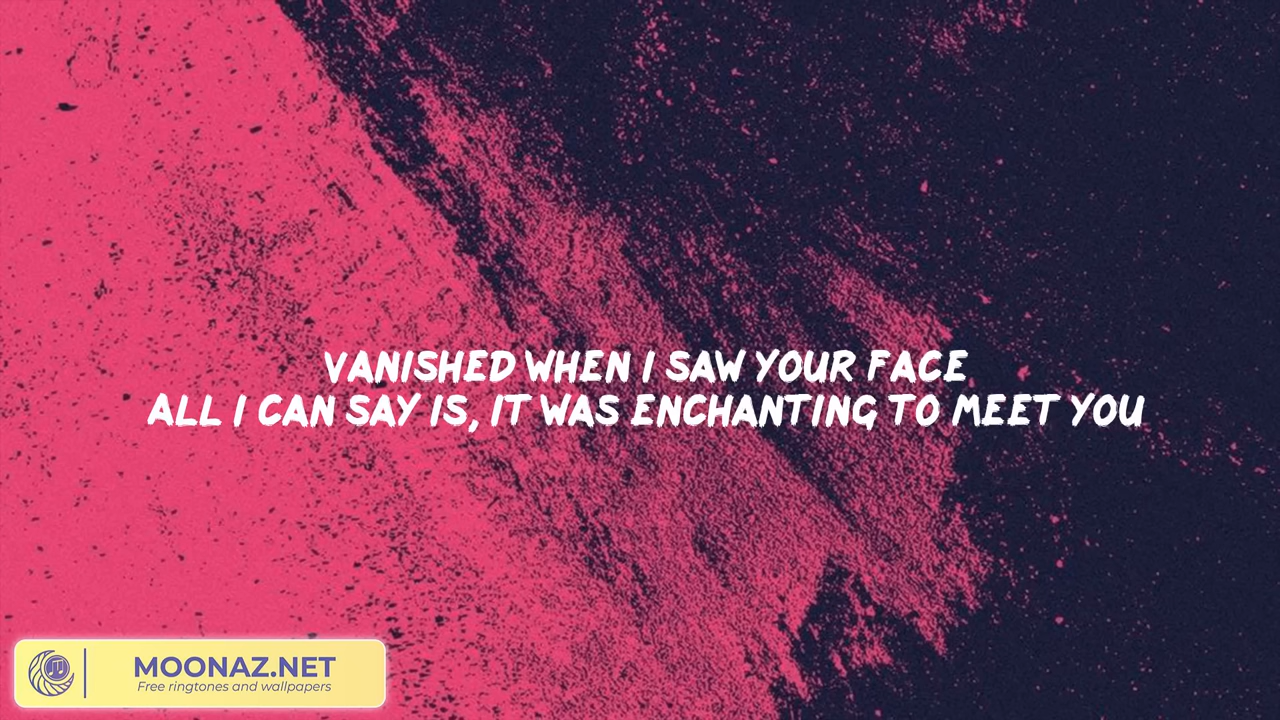 VANISHED WHEN I SAW YOUR FACE
ALL I CAN SAY IS, IT WAS ENCHANTING TO MEET YOU
MOONAZ.NET
Free ringtones and wallpapers